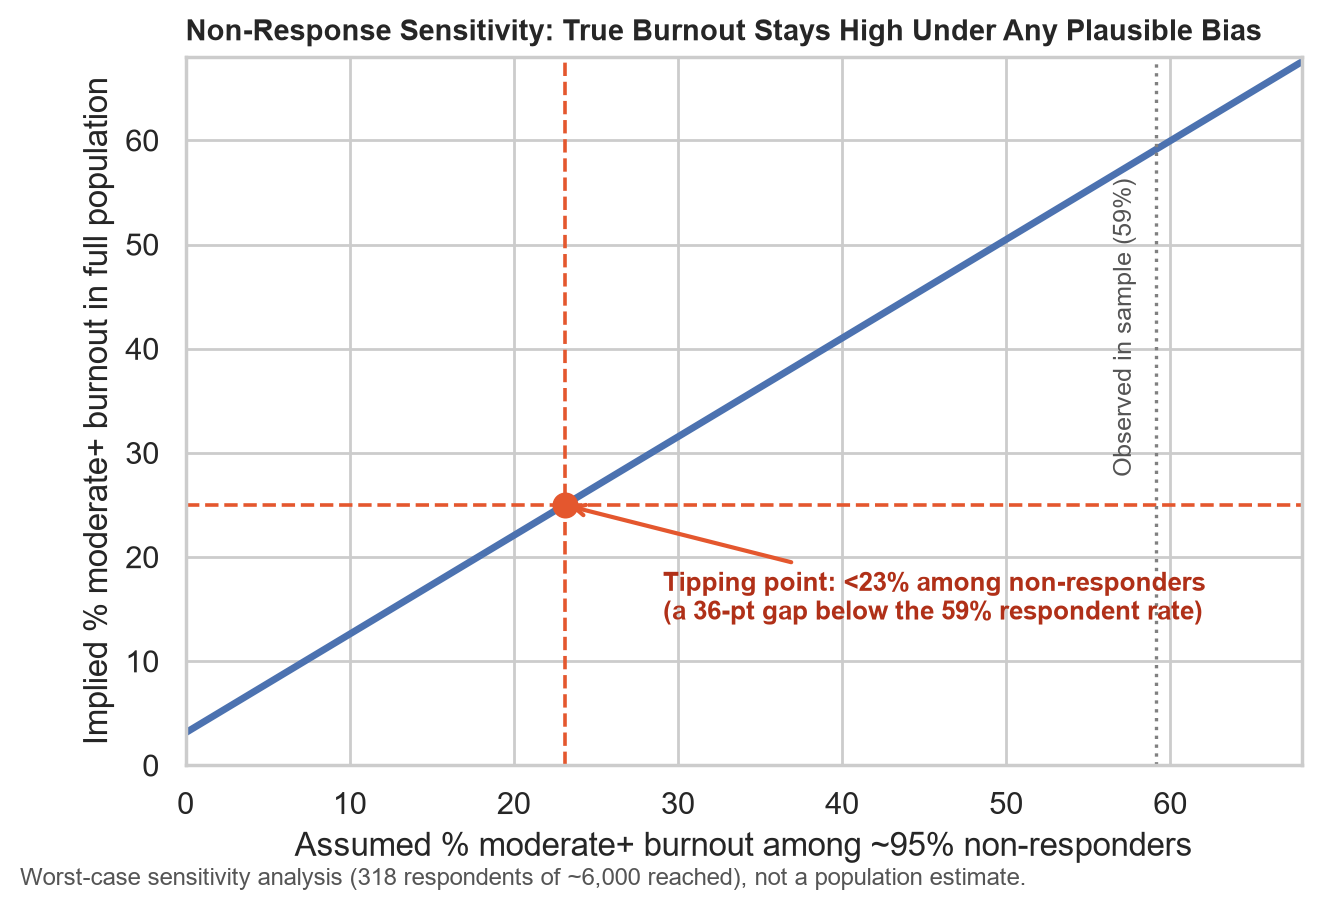 Non-Response Sensitivity: True Burnout Stays High Under Any Plausible Bias
Implied % moderate+ burnout in full population
60
50
40
30
20
10
0
Observed in sample (59%)
Tipping point: <23% among non-responders
(a 36-pt gap below the 59% respondent rate)
0 10 20 30 40 50 60
Assumed % moderate+ burnout among ~95% non-responders
Worst-case sensitivity analysis (318 respondents of ~6,000 reached), not a population estimate.